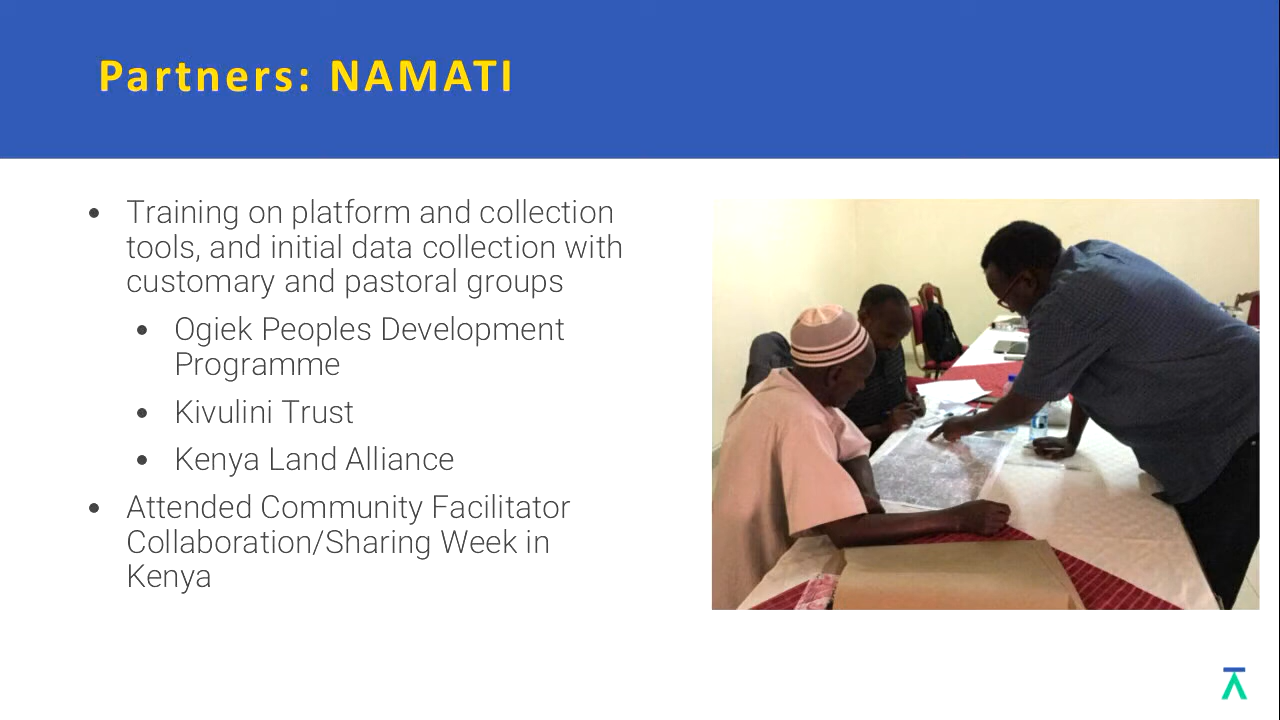 Partners: NAMATI
• Training on platform and collection
tools, and initial data collection with
customary and pastoral groups
• Ogiek Peoples Development
Programme
• Kivulini Trust
• Kenya Land Alliance
• Attended Community Facilitator
Collaboration/Sharing Week in
Kenya